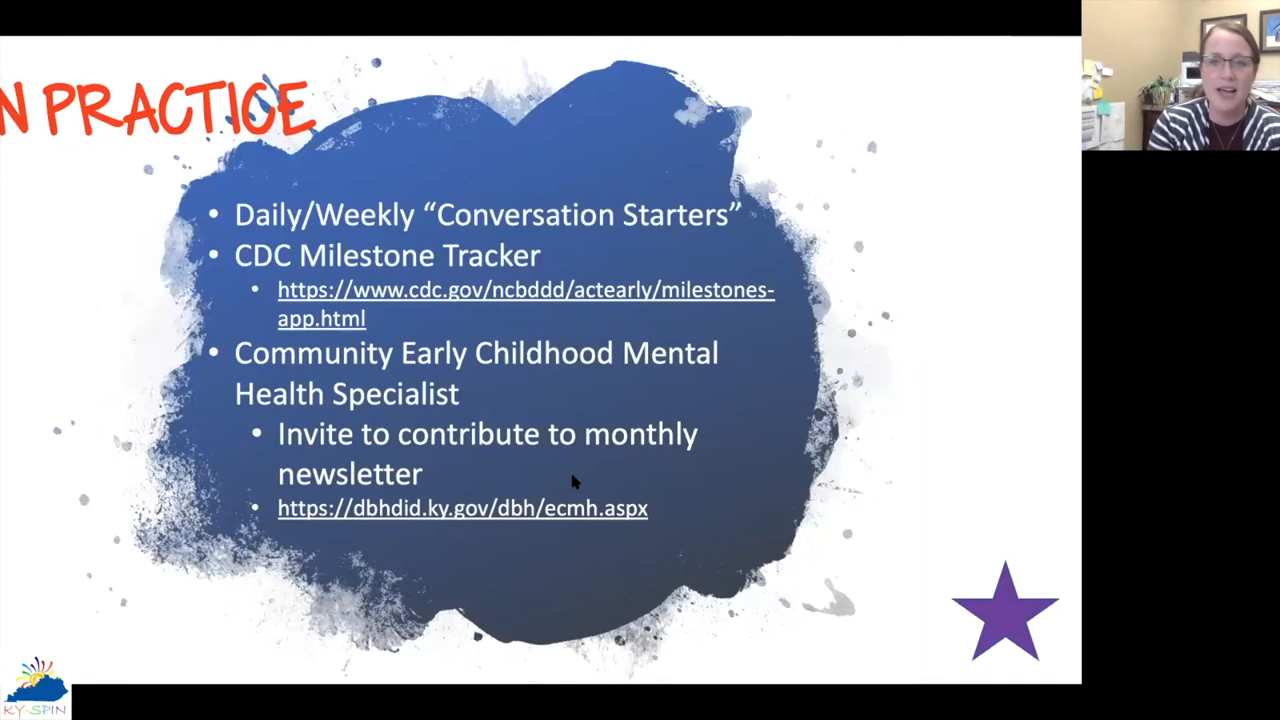 N PRACTICE
• Daily/Weekly “Conversation Starters”
• CDC Milestone Tracker
• https://www.cdc.gov/ncbddd/actearly/milestones-
app.html
• Community Early Childhood Mental
Health Specialist
• Invite to contribute to monthly
newsletter
• https://dbhdid.ky.gov/dbh/ecmh.aspx
KY-SPIN